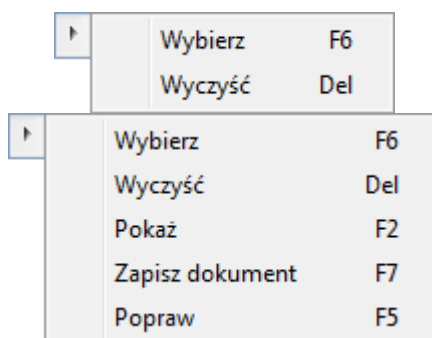 Wybierz F6
Wyczyść Del
Wybierz F6
Wyczyść Del
Pokaż F2
Zapisz dokument F7
Popraw F5